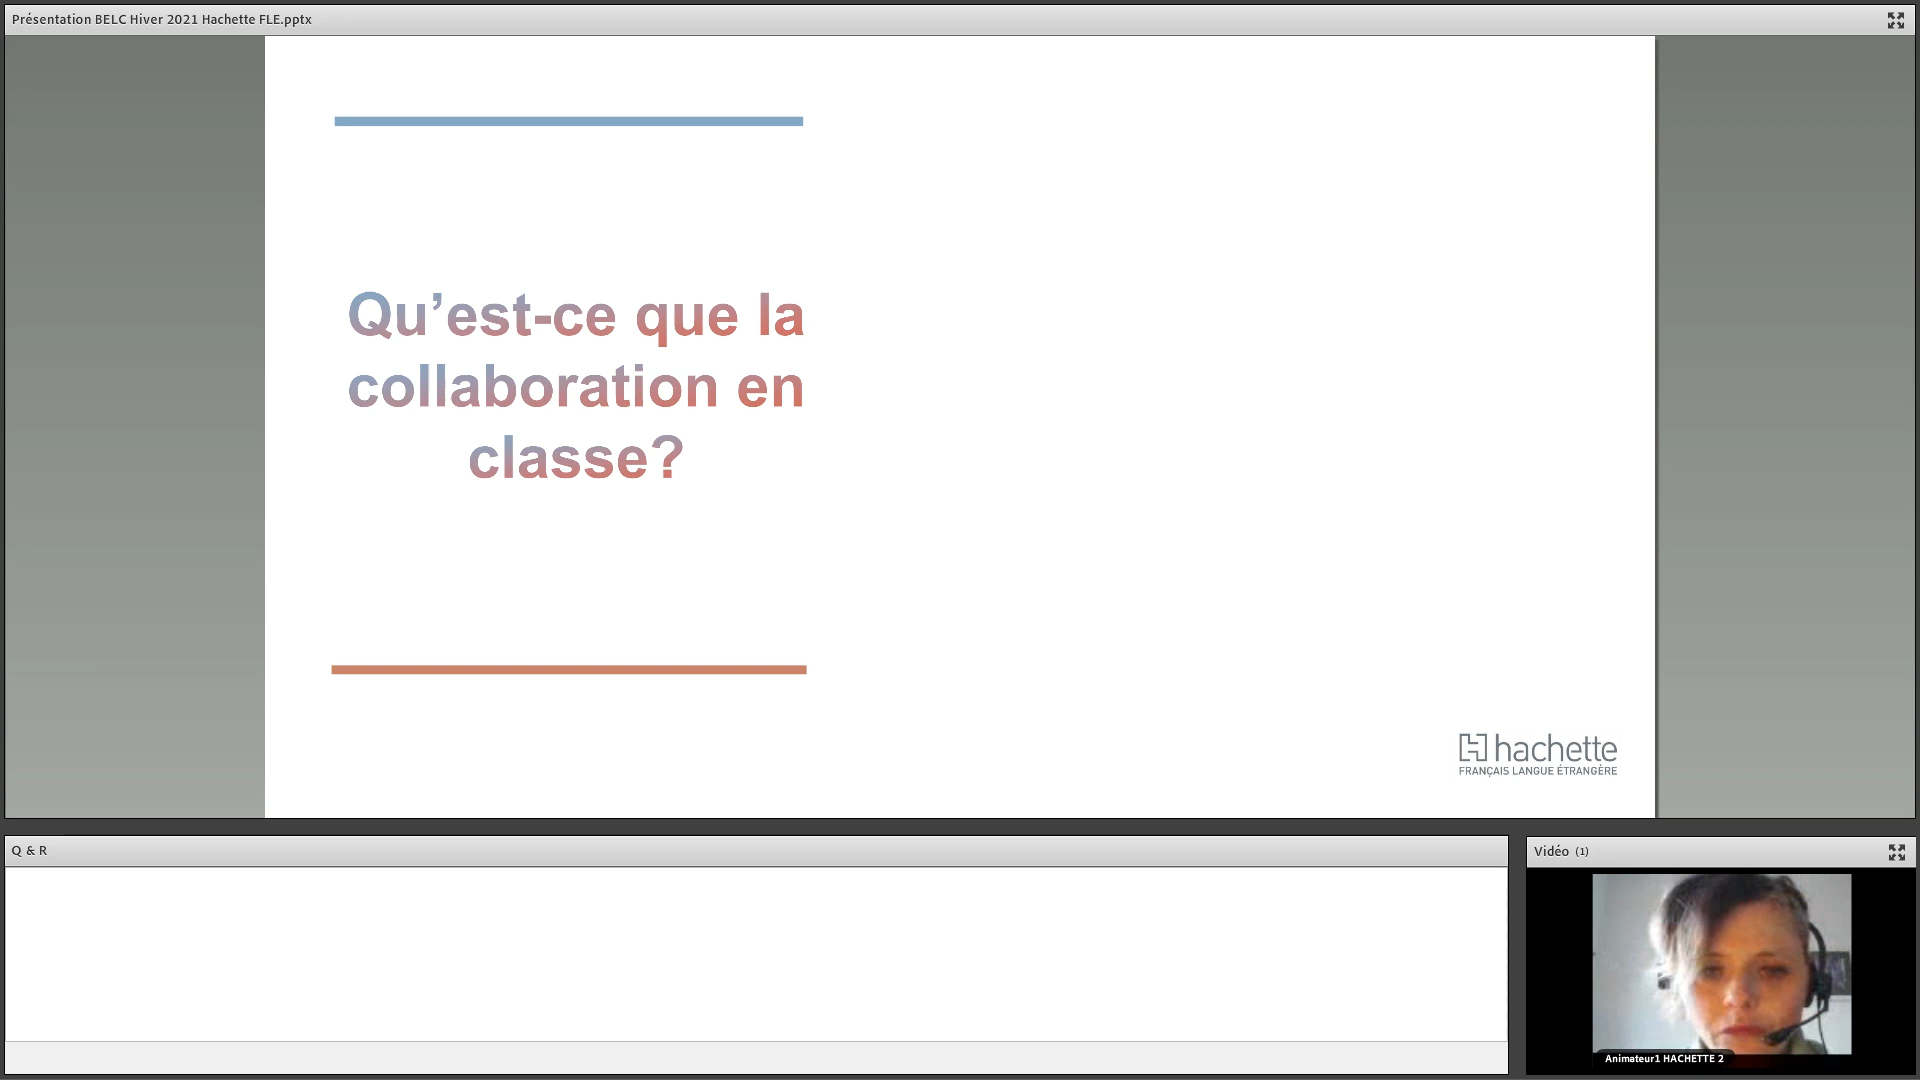 Présentation BELC Hiver 2021 Hachette FLE.pptx
Qu’est-ce que la
collaboration en
classe?
hachette
FRANÇAIS LANGUE ÉTRANGÈRE
Q & R
Vidéo (1)
Animateur1 HACHETTE 2